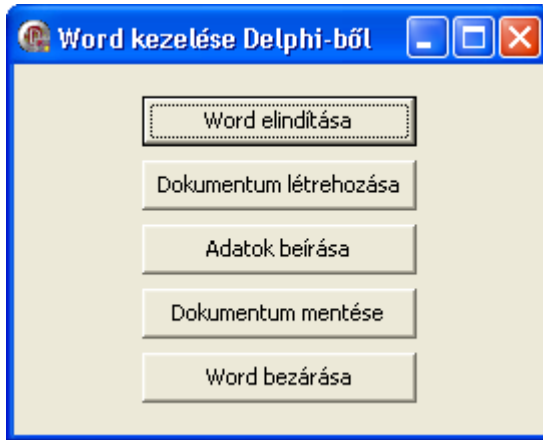 Word kezelése Delphi-ből
Word elindítása
Dokumentum létrehozása
Adatok beírása
Dokumentum mentése
Word bezárása